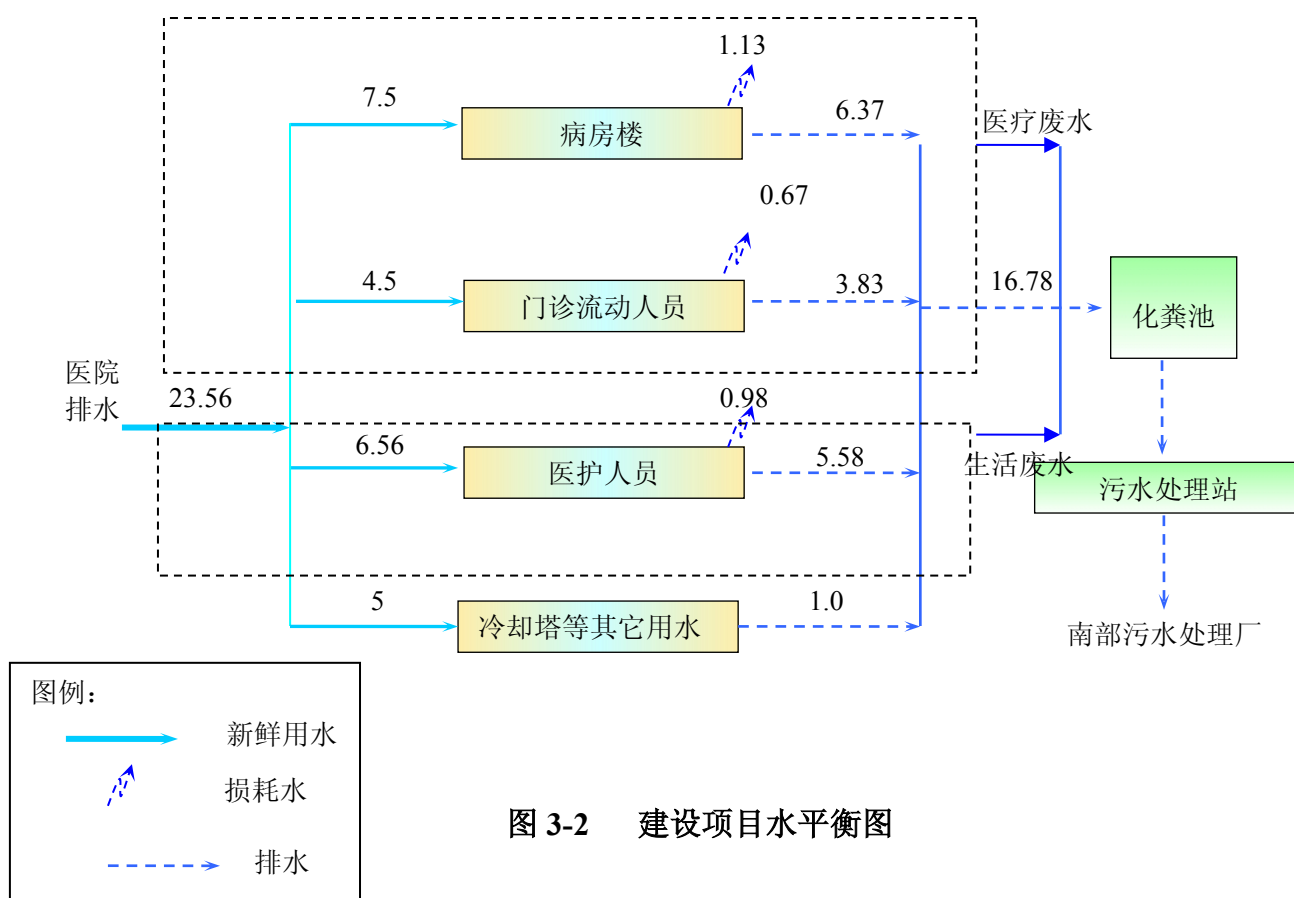 1.13
7.5
病房楼
6.37
医疗废水
0.67
4.5
门诊流动人员
3.83
16.78
化粪池
医院
排水
23.56
0.98
6.56
医护人员
5.58
生活废水
污水处理站
5
冷却塔等其它用水
1.0
南部污水处理厂
图例：
新鲜用水
损耗水
排水
图 3-2 建设项目水平衡图